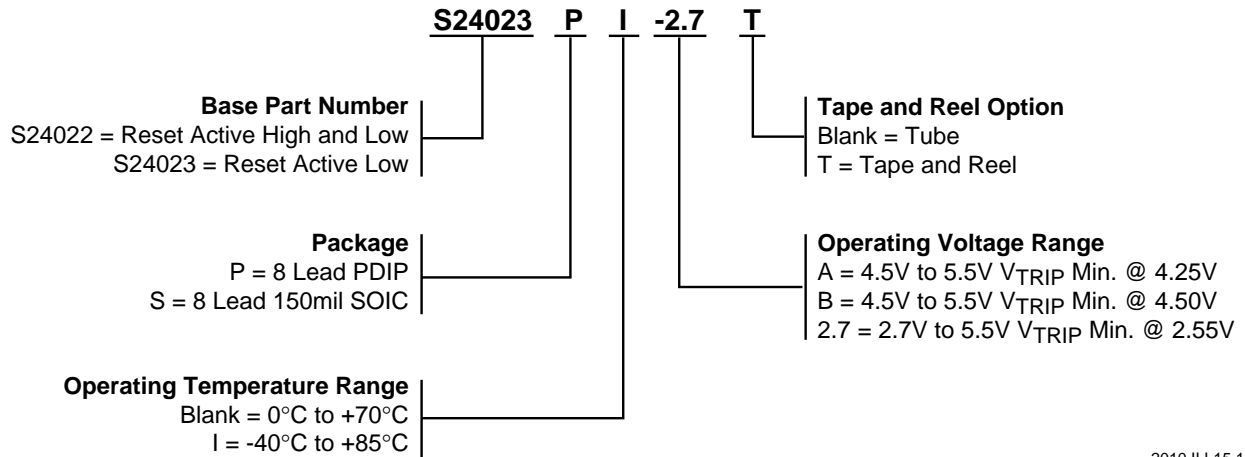 S24023 P I -2.7 T
Base Part Number
S24022 = Reset Active High and Low
S24023 = Reset Active Low
Tape and Reel Option
Blank = Tube
T = Tape and Reel
Package
P = 8 Lead PDIP
S = 8 Lead 150mil SOIC
Operating Voltage Range
A = 4.5V to 5.5V VTRIP Min. @ 4.25V
B = 4.5V to 5.5V VTRIP Min. @ 4.50V
2.7 = 2.7V to 5.5V VTRIP Min. @ 2.55V
Operating Temperature Range
Blank = 0°C to +70°C
I = -40°C to +85°C